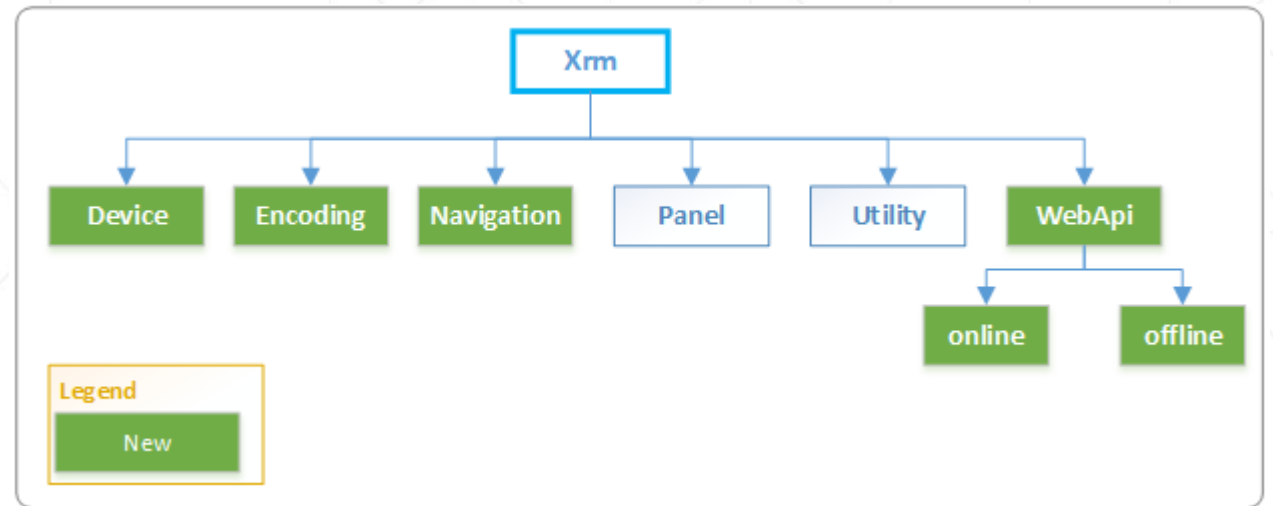 Xrm
Device Encoding Navigation Panel Utility WebApi
online offline
Legend
New